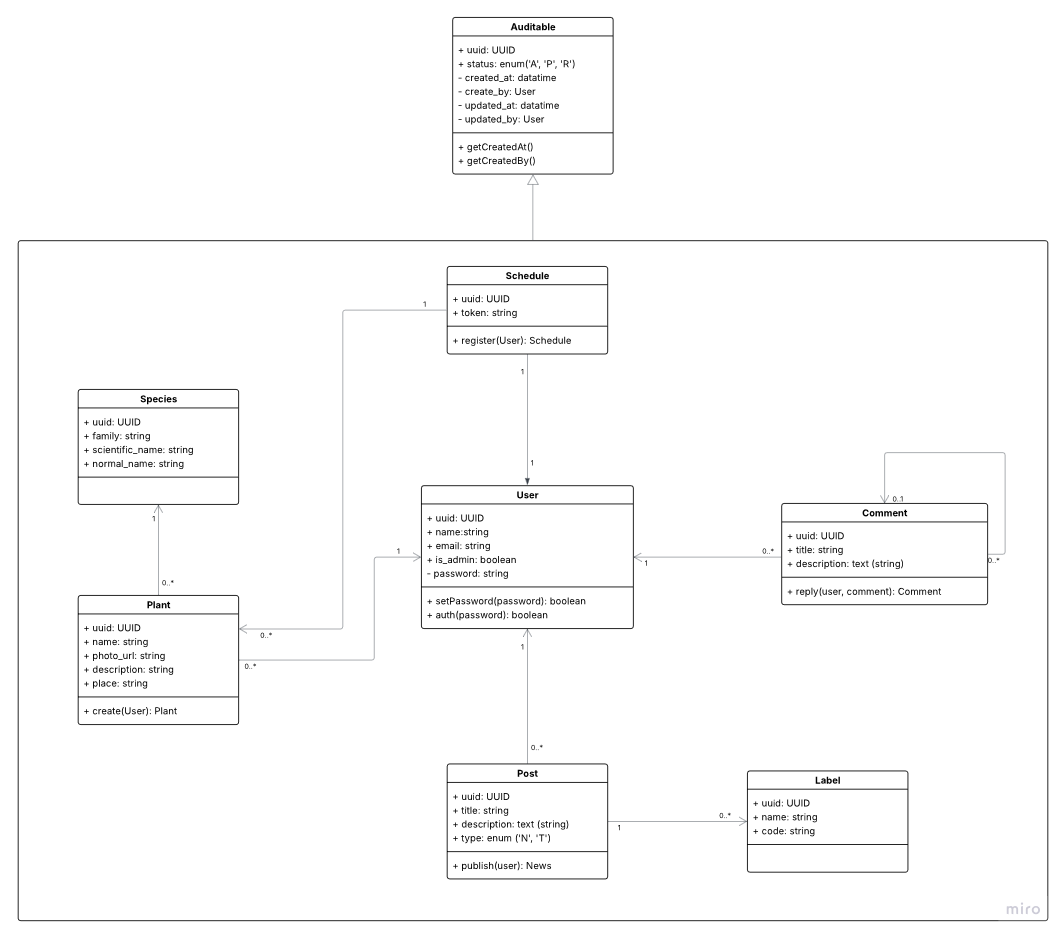 Auditable
+ uuid: UUID
+ status: enum('A', 'P', 'R')
- created_at: datatime
- create_by: User
- updated_at: datatime
- updated_by: User
+ getCreatedAt()
+ getCreatedBy()
Schedule
+ uuid: UUID
+ token: string
+ register(User): Schedule
1
1
1
Species
+ uuid: UUID
+ family: string
+ scientific_name: string
+ normal_name: string
1
0..*
User
+ uuid: UUID
+ name:string
+ email: string
+ is_admin: boolean
- password: string
+ setPassword(password): boolean
+ auth(password): boolean
1
1
0..*
0..1
Comment
+ uuid: UUID
+ title: string
+ description: text (string)
+ reply(user, comment): Comment
0..*
Plant
+ uuid: UUID
+ name: string
+ photo_url: string
+ description: string
+ place: string
+ create(User): Plant
0..*
0..*
1
0..*
Post
+ uuid: UUID
+ title: string
+ description: text (string)
+ type: enum ('N', 'T')
+ publish(user): News
1
0..*
Label
+ uuid: UUID
+ name: string
+ code: string
miro